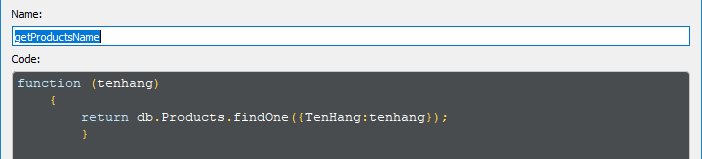 Name:
getProductsName
Code:
function (tenhang)
{
return db.Products.findOne({TenHang:tenhang});
}